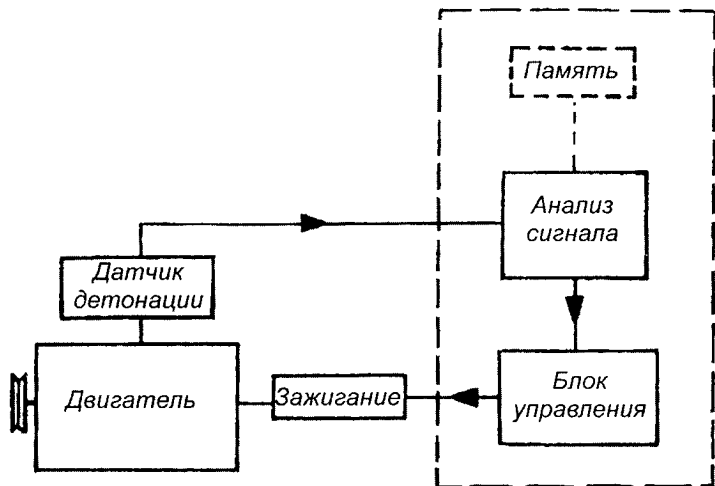 Память
Анализ
сигнала
Датчик
детонации
Двигатель
Зажигание
Блок
управления